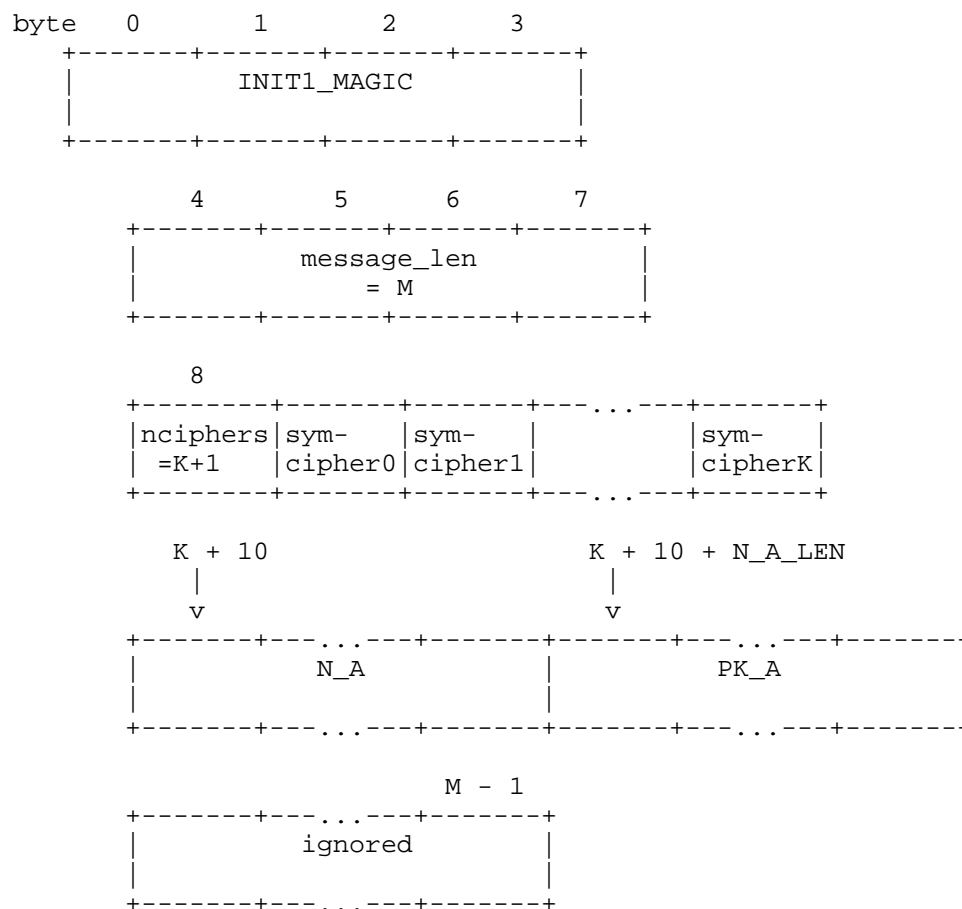 byte 0 1 2 3
+-------+-------+-------+-------+
| INIT1_MAGIC |
| |
+-------+-------+-------+-------+
4 5 6 7
+-------+-------+-------+-------+
| message_len |
| = M |
+-------+-------+-------+-------+
8
+--------+-------+-------+---...---+-------+
|nciphers|sym- |sym- | |sym- |
| =K+1 |cipher0|cipher1| |cipherK|
+--------+-------+-------+---...---+-------+
K + 10 K + 10 + N_A_LEN
| |
v v
+-------+---...---+-------+-------+---...---+-------
| N_A | PK_A
| |
+-------+---...---+-------+-------+---...---+-------
M - 1
+-------+---...---+-------+
| ignored |
| |
+-------+---...---+-------+